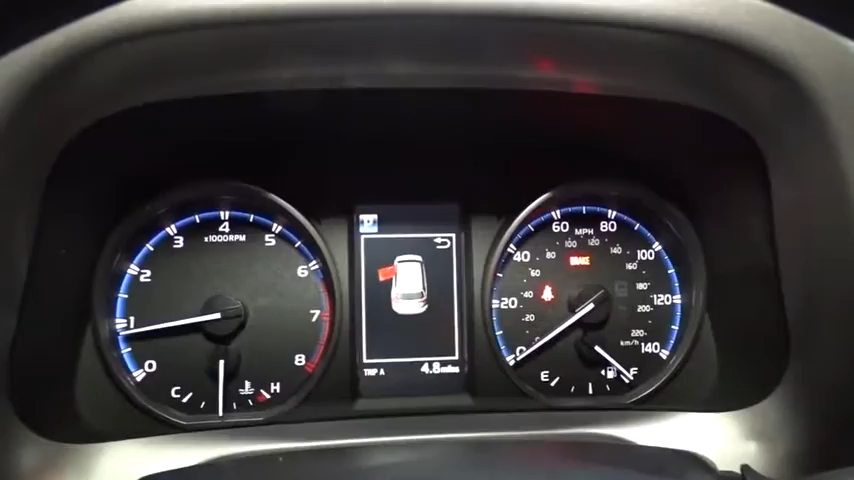 4
3 x1000RPM 5
2 6
1 7
0 8
C H
TRIP A 4.8 miles
60 MPH 80
100 120
40 80 140 100
60 BRAKE 160
40 180
20 120
20 200
220
0 km/h 140
E F